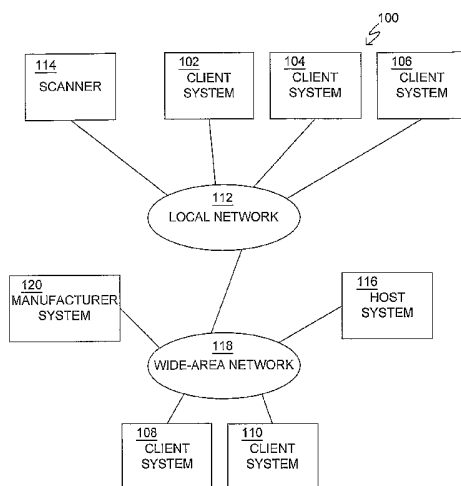 100
114
SCANNER
102
CLIENT
SYSTEM
104
CLIENT
SYSTEM
106
CLIENT
SYSTEM
112
LOCAL NETWORK
120
MANUFACTURER
SYSTEM
116
HOST
SYSTEM
118
WIDE-AREA NETWORK
108
CLIENT
SYSTEM
110
CLIENT
SYSTEM